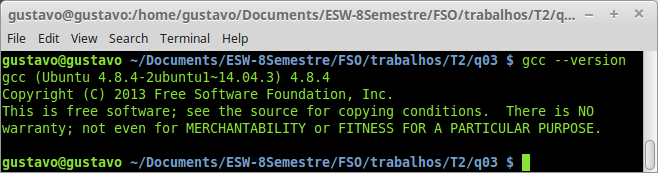 gustavo@gustavo:/home/gustavo/Documents/ESW-8Semestre/FSO/trabalhos/T2/q...
File Edit View Search Terminal Help
gustavo@gustavo ~/Documents/ESW-8Semestre/FSO/trabalhos/T2/q03 $ gcc --version
gcc (Ubuntu 4.8.4-2ubuntu1~14.04.3) 4.8.4
Copyright (C) 2013 Free Software Foundation, Inc.
This is free software; see the source for copying conditions.  There is NO
warranty; not even for MERCHANTABILITY or FITNESS FOR A PARTICULAR PURPOSE.
gustavo@gustavo ~/Documents/ESW-8Semestre/FSO/trabalhos/T2/q03 $